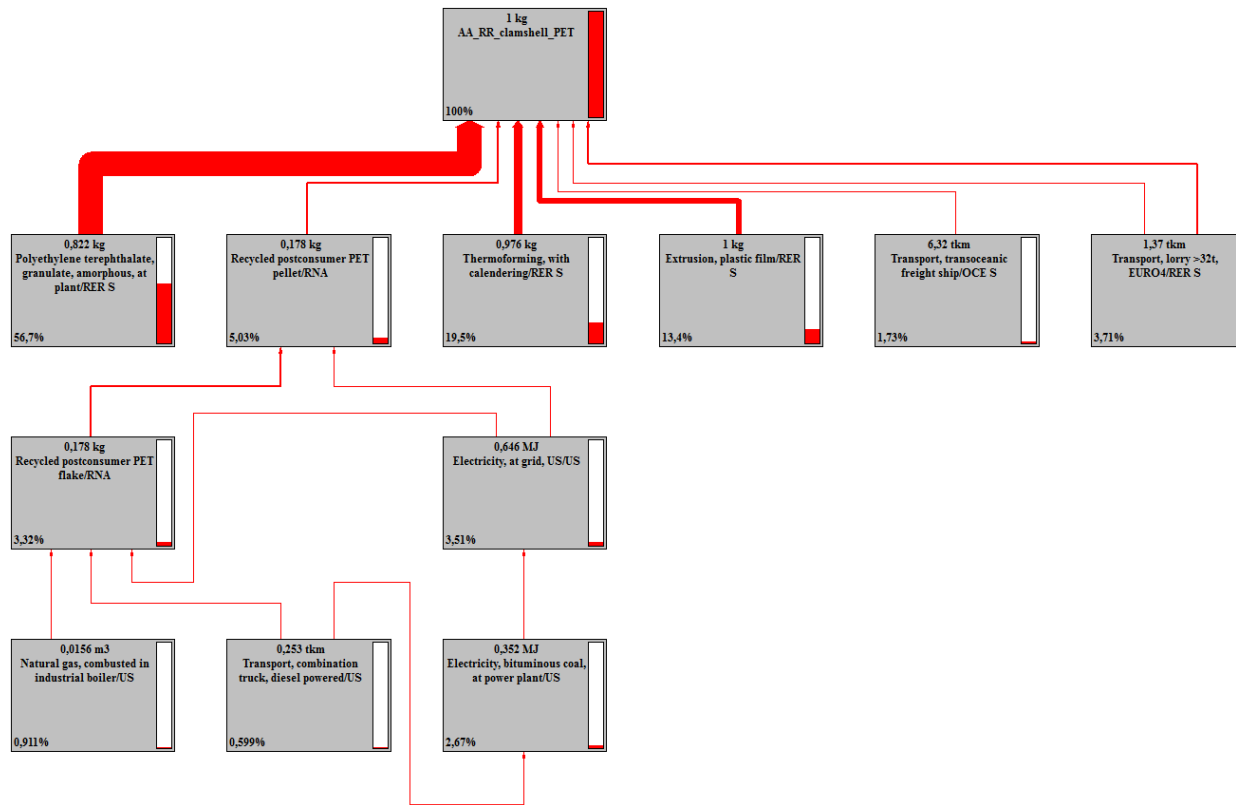 1 kg
AA_RR_clamshell_PET
100%
0,822 kg
Polyethylene terephthalate,
granulate, amorphous, at
plant/RER S
56,7%
0,178 kg
Recycled postconsumer PET
pellet/RNA
5,03%
0,976 kg
Thermoforming, with
calendering/RER S
19,5%
1 kg
Extrusion, plastic film/RER
S
13,4%
6,32 tkm
Transport, transoceanic
freight ship/OCE S
1,73%
1,37 tkm
Transport, lorry >32t,
EURO4/RER S
3,71%
0,178 kg
Recycled postconsumer PET
flake/RNA
3,32%
0,646 MJ
Electricity, at grid, US/US
3,51%
0,0156 m3
Natural gas, combusted in
industrial boiler/US
0,911%
0,253 tkm
Transport, combination
truck, diesel powered/US
0,599%
0,352 MJ
Electricity, bituminous coal,
at power plant/US
2,67%